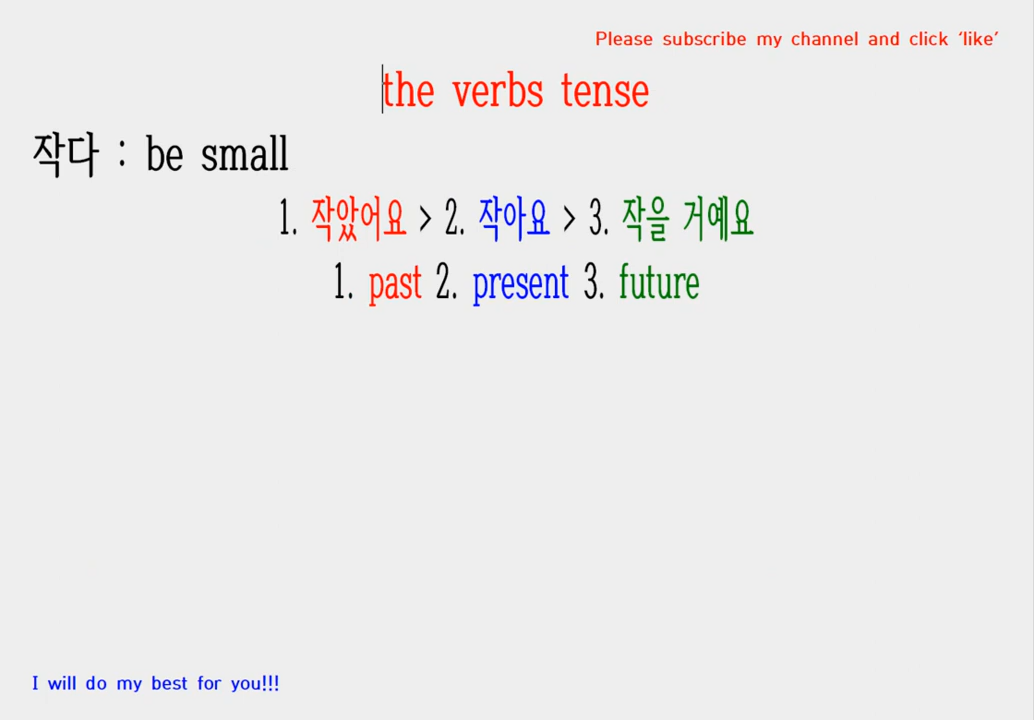 Please subscribe my channel and click ‘like’
the verbs tense
작다 : be small
1. 작았어요 > 2. 작아요 > 3. 작을 거예요
1. past 2. present 3. future
I will do my best for you!!!